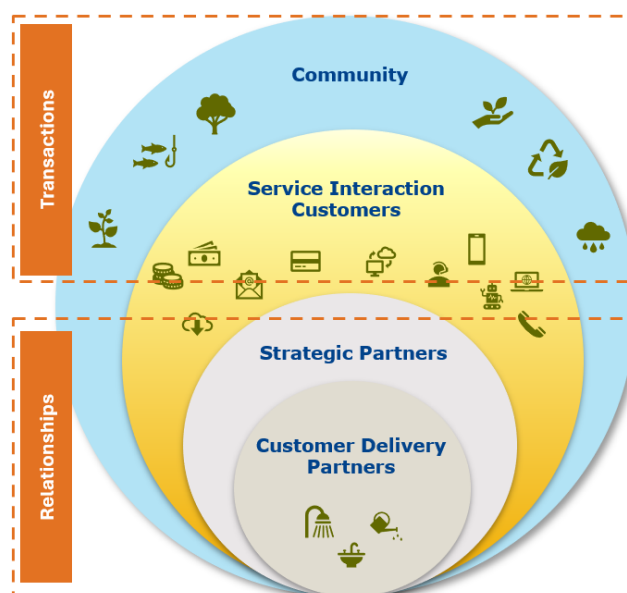 Transactions
Community
Service Interaction
Customers
Relationships
Strategic Partners
Customer Delivery
Partners